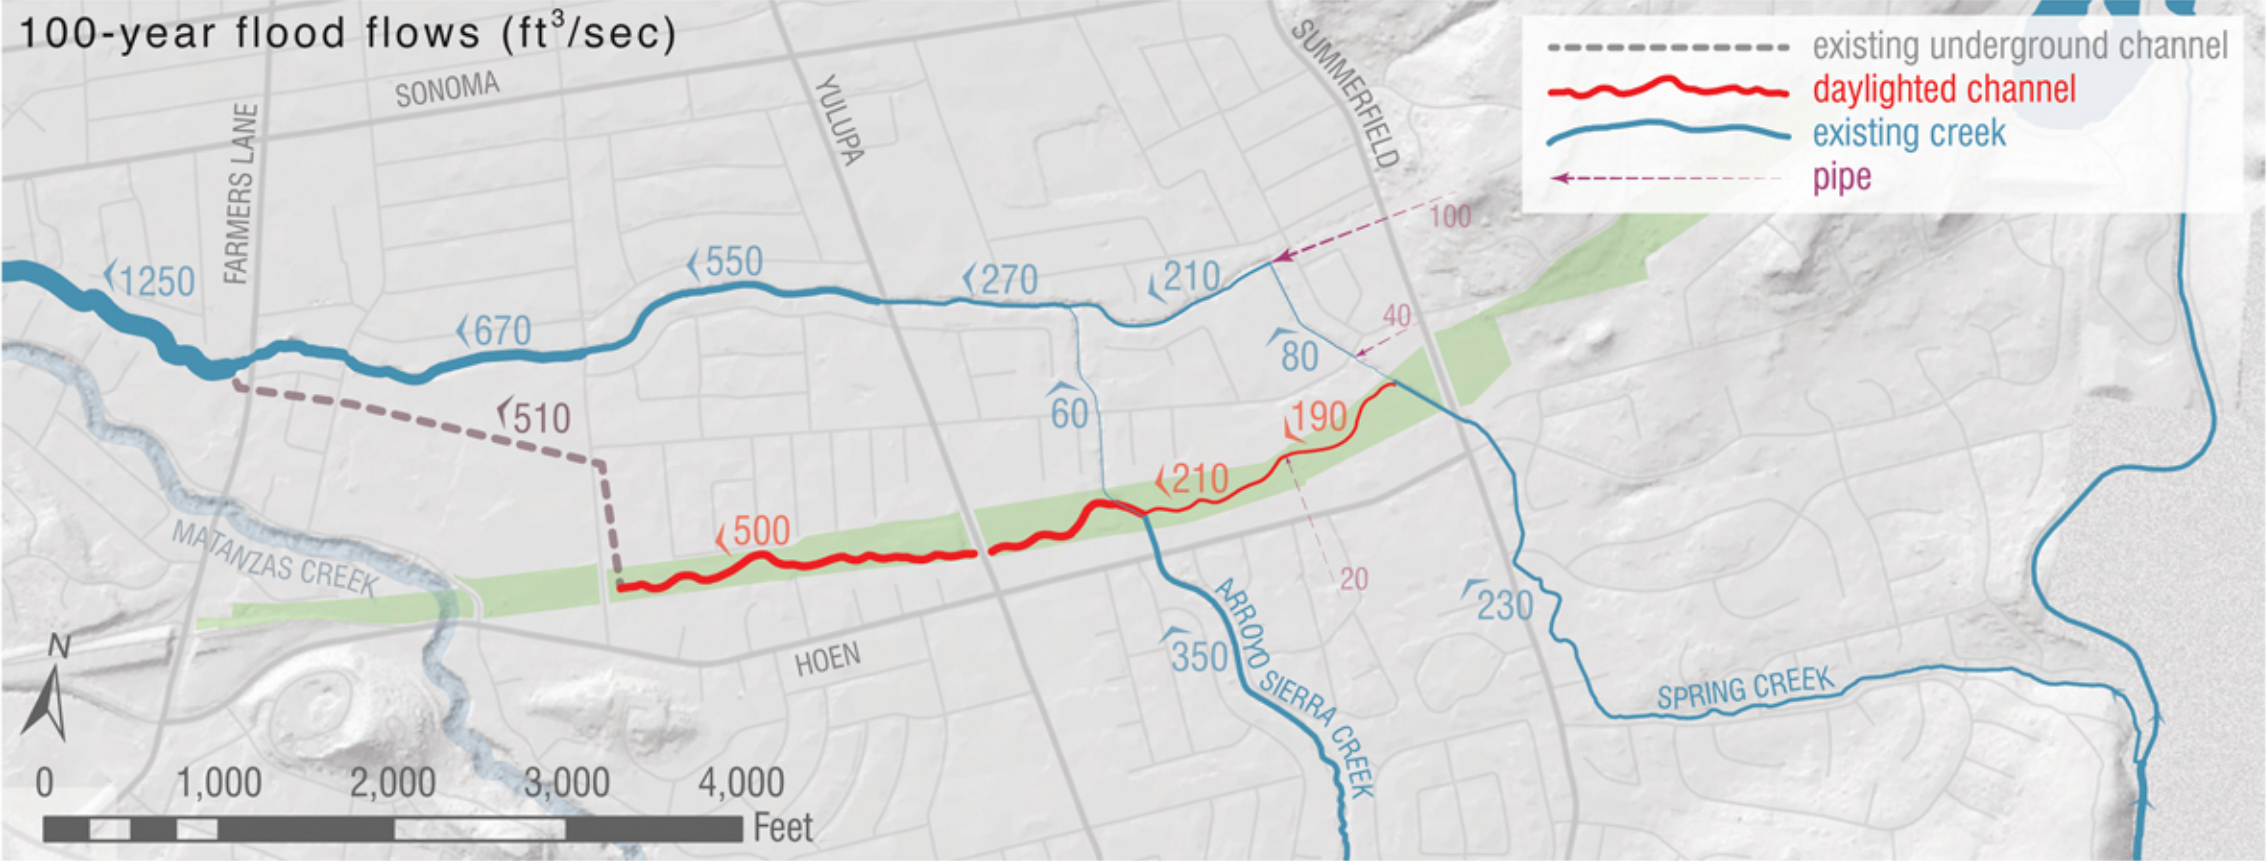 100-year flood flows (ft³/sec)
existing underground channel
daylighted channel
existing creek
pipe
SONOMA
FARMERS LANE
YULUPA
SUMMERFIELD
100
1250
550
270
210
670
40
80
60
510
190
210
500
20
MATANZAS CREEK
230
350
ARROYO SIERRA CREEK
HOEN
SPRING CREEK
N
0 1,000 2,000 3,000 4,000
Feet